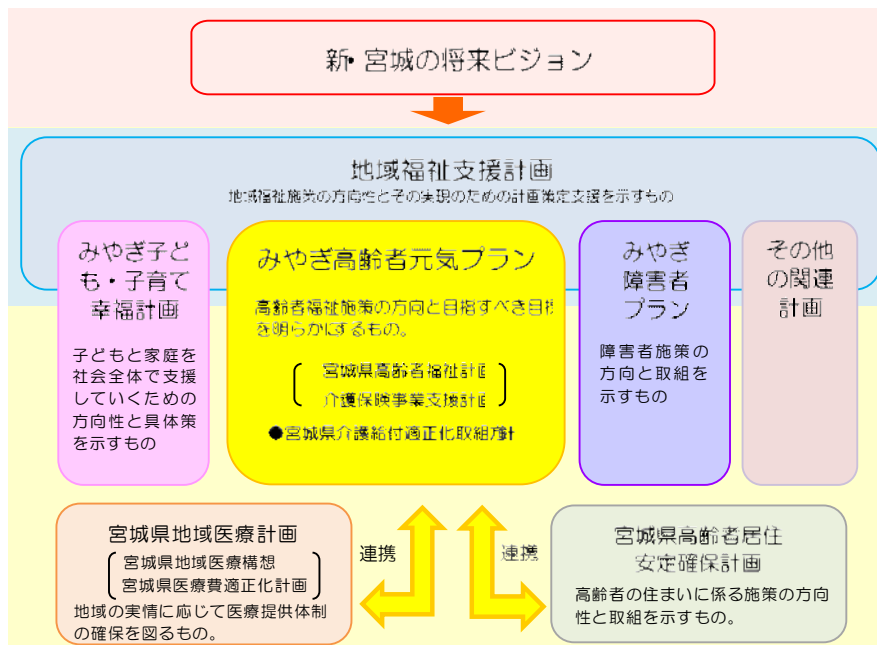 新・宮城の将来ビジョン
地域福祉支援計画
地域福祉施策の方向性とその実現のための計画策定支援を示すもの
みやぎ子ど
も・子育て
幸福計画
子どもと家庭を
社会全体で支援
していくための
方向性と具体策
を示すもの
みやぎ高齢者元気プラン
高齢者福祉施策の方向と目指すべき目標
を明らかにするもの。
宮城県高齢者福祉計画
介護保険事業支援計画
●宮城県介護給付適正化取組方針
みやぎ
障害者
プラン
障害者施策の
方向と取組を
示すもの
その他
の関連
計画
宮城県地域医療計画
宮城県地域医療構想
宮城県医療費適正化計画
地域の実情に応じて医療提供体制
の確保を図るもの。
連携
連携
宮城県高齢者居住
安定確保計画
高齢者の住まいに係る施策の方向
性と取組を示すもの。